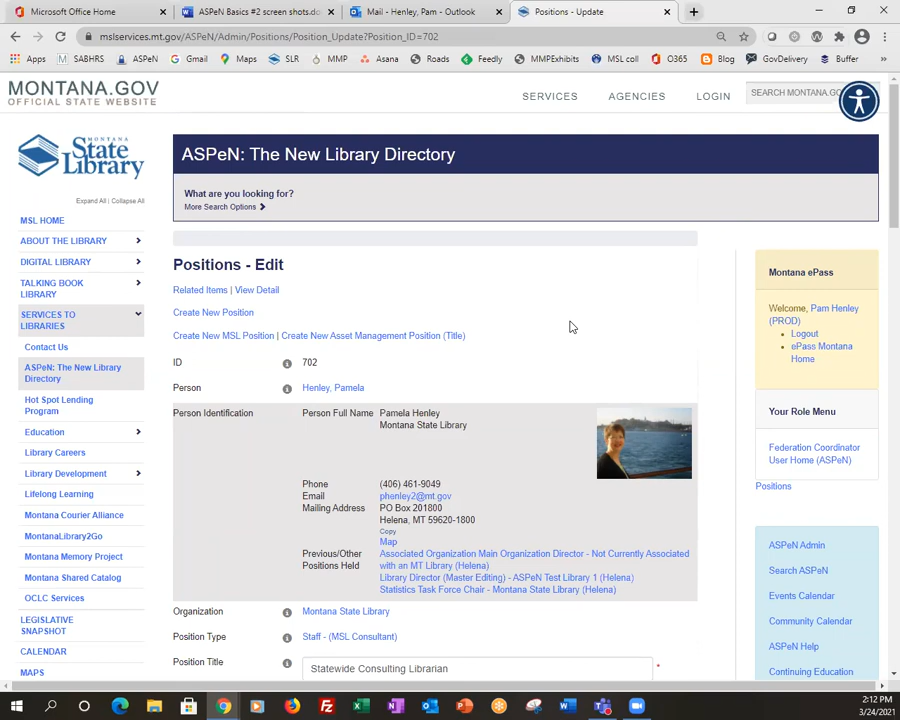 Microsoft Office Home
ASPeN Basics #2 screen shots.do
Mail - Henley, Pam - Outlook
Positions - Update
mslservices.mt.gov/ASPeN/Admin/Positions/Position_Update?Position_ID=702
Apps SABHRS ASPeN Gmail Maps SLR MMP Asana Roads Feedly MMPExhibits MSL coll O365 Blog GovDelivery Buffer
MONTANA.GOV
OFFICIAL STATE WEBSITE
SERVICES AGENCIES LOGIN SEARCH MONTANA.GO
Montana
State
Library
Expand All | Collapse All
MSL HOME
ABOUT THE LIBRARY
DIGITAL LIBRARY
TALKING BOOK
LIBRARY
SERVICES TO
LIBRARIES
Contact Us
ASPeN: The New Library
Directory
Hot Spot Lending
Program
Education
Library Careers
Library Development
Lifelong Learning
Montana Courier Alliance
MontanaLibrary2Go
Montana Memory Project
Montana Shared Catalog
OCLC Services
LEGISLATIVE
SNAPSHOT
CALENDAR
MAPS
ASPeN: The New Library Directory
What are you looking for?
More Search Options
Positions - Edit
Related Items | View Detail
Create New Position
Create New MSL Position | Create New Asset Management Position (Title)
ID 702
Person Henley, Pamela
Person Identification Person Full Name Pamela Henley
Montana State Library
Phone (406) 461-9049
Email phenley2@mt.gov
Mailing Address PO Box 201800
Helena, MT 59620-1800
Copy
Map
Previous/Other Positions Held Associated Organization Main Organization Director - Not Currently Associated
with an MT Library (Helena)
Library Director (Master Editing) - ASPeN Test Library 1 (Helena)
Statistics Task Force Chair - Montana State Library (Helena)
Organization Montana State Library
Position Type Staff - (MSL Consultant)
Position Title Statewide Consulting Librarian *
Montana ePass
Welcome, Pam Henley
(PROD)
Logout
ePass Montana
Home
Your Role Menu
Federation Coordinator
User Home (ASPeN)
Positions
ASPeN Admin
Search ASPeN
Events Calendar
Community Calendar
ASPeN Help
Continuing Education
2:12 PM
3/24/2021